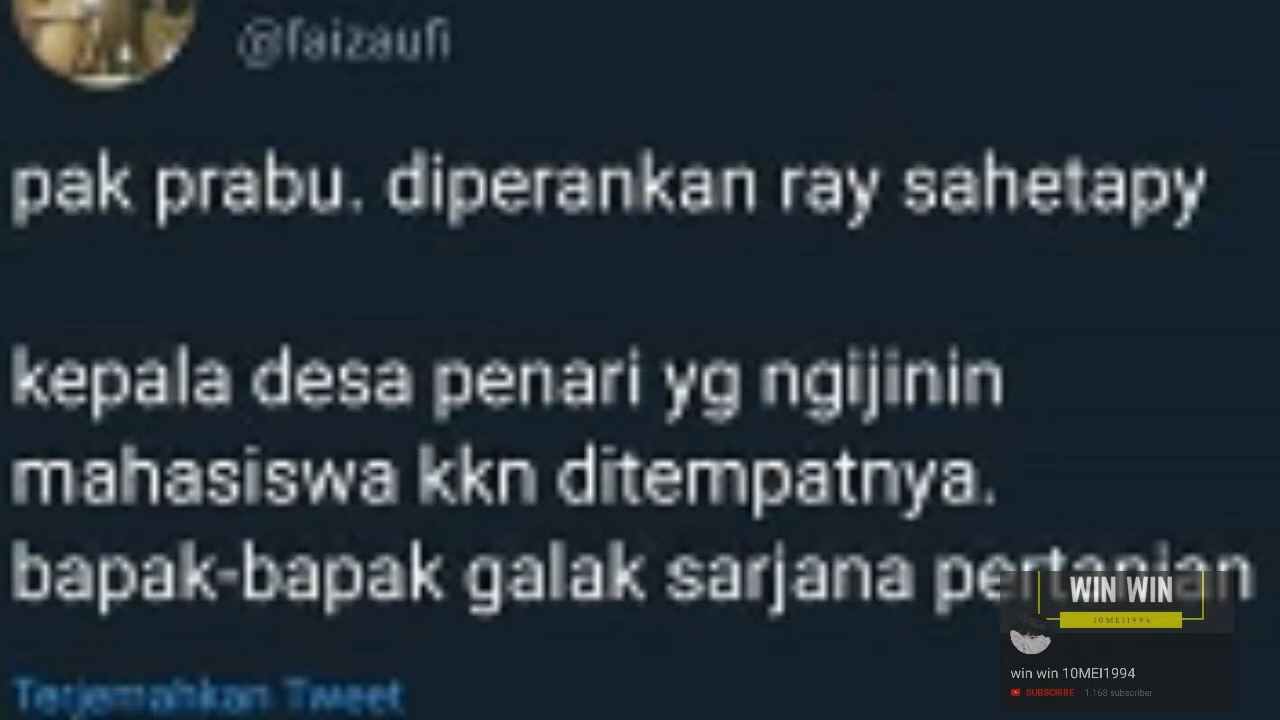 @faizaufi
pak prabu. diperankan ray sahetapy
kepala desa penari yg ngijinin
mahasiswa kkn ditempatnya.
bapak-bapak galak sarjana pertanian
Terjemahkan Tweet
WIN WIN
10MEI1994
win win 10MEI1994
SUBSCRIBE 1.168 subscriber